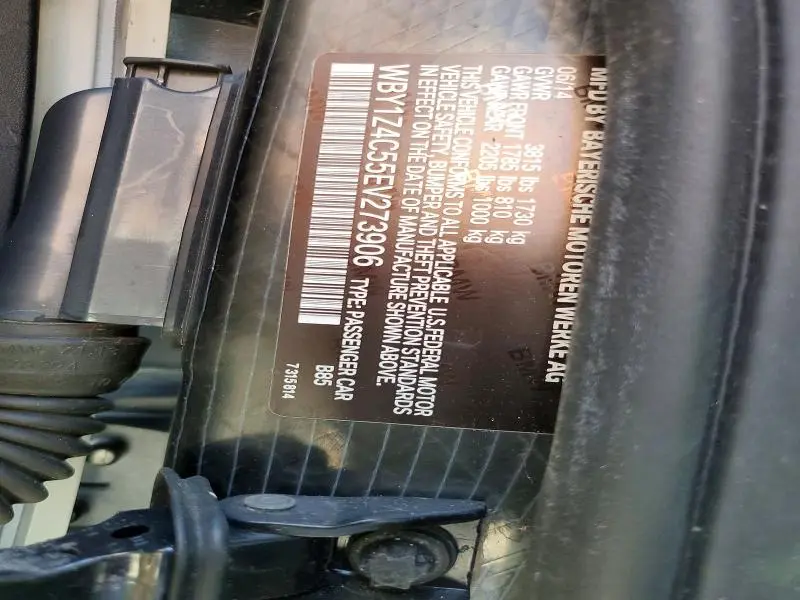 MFD BY BAYERISCHE MOTOREN WERKE AG
06/14
GVWR 3815 lbs 1730 kg
GAWR FRONT 1785 lbs 810 kg
GAWR REAR 2205 lbs 1000 kg
THIS VEHICLE CONFORMS TO ALL APPLICABLE U.S.FEDERAL MOTOR
VEHICLE SAFETY, BUMPER AND THEFT PREVENTION STANDARDS
IN EFFECT ON THE DATE OF MANUFACTURE SHOWN ABOVE.
WBY1Z4C55EV273906 TYPE: PASSENGER CAR
B85
7315814